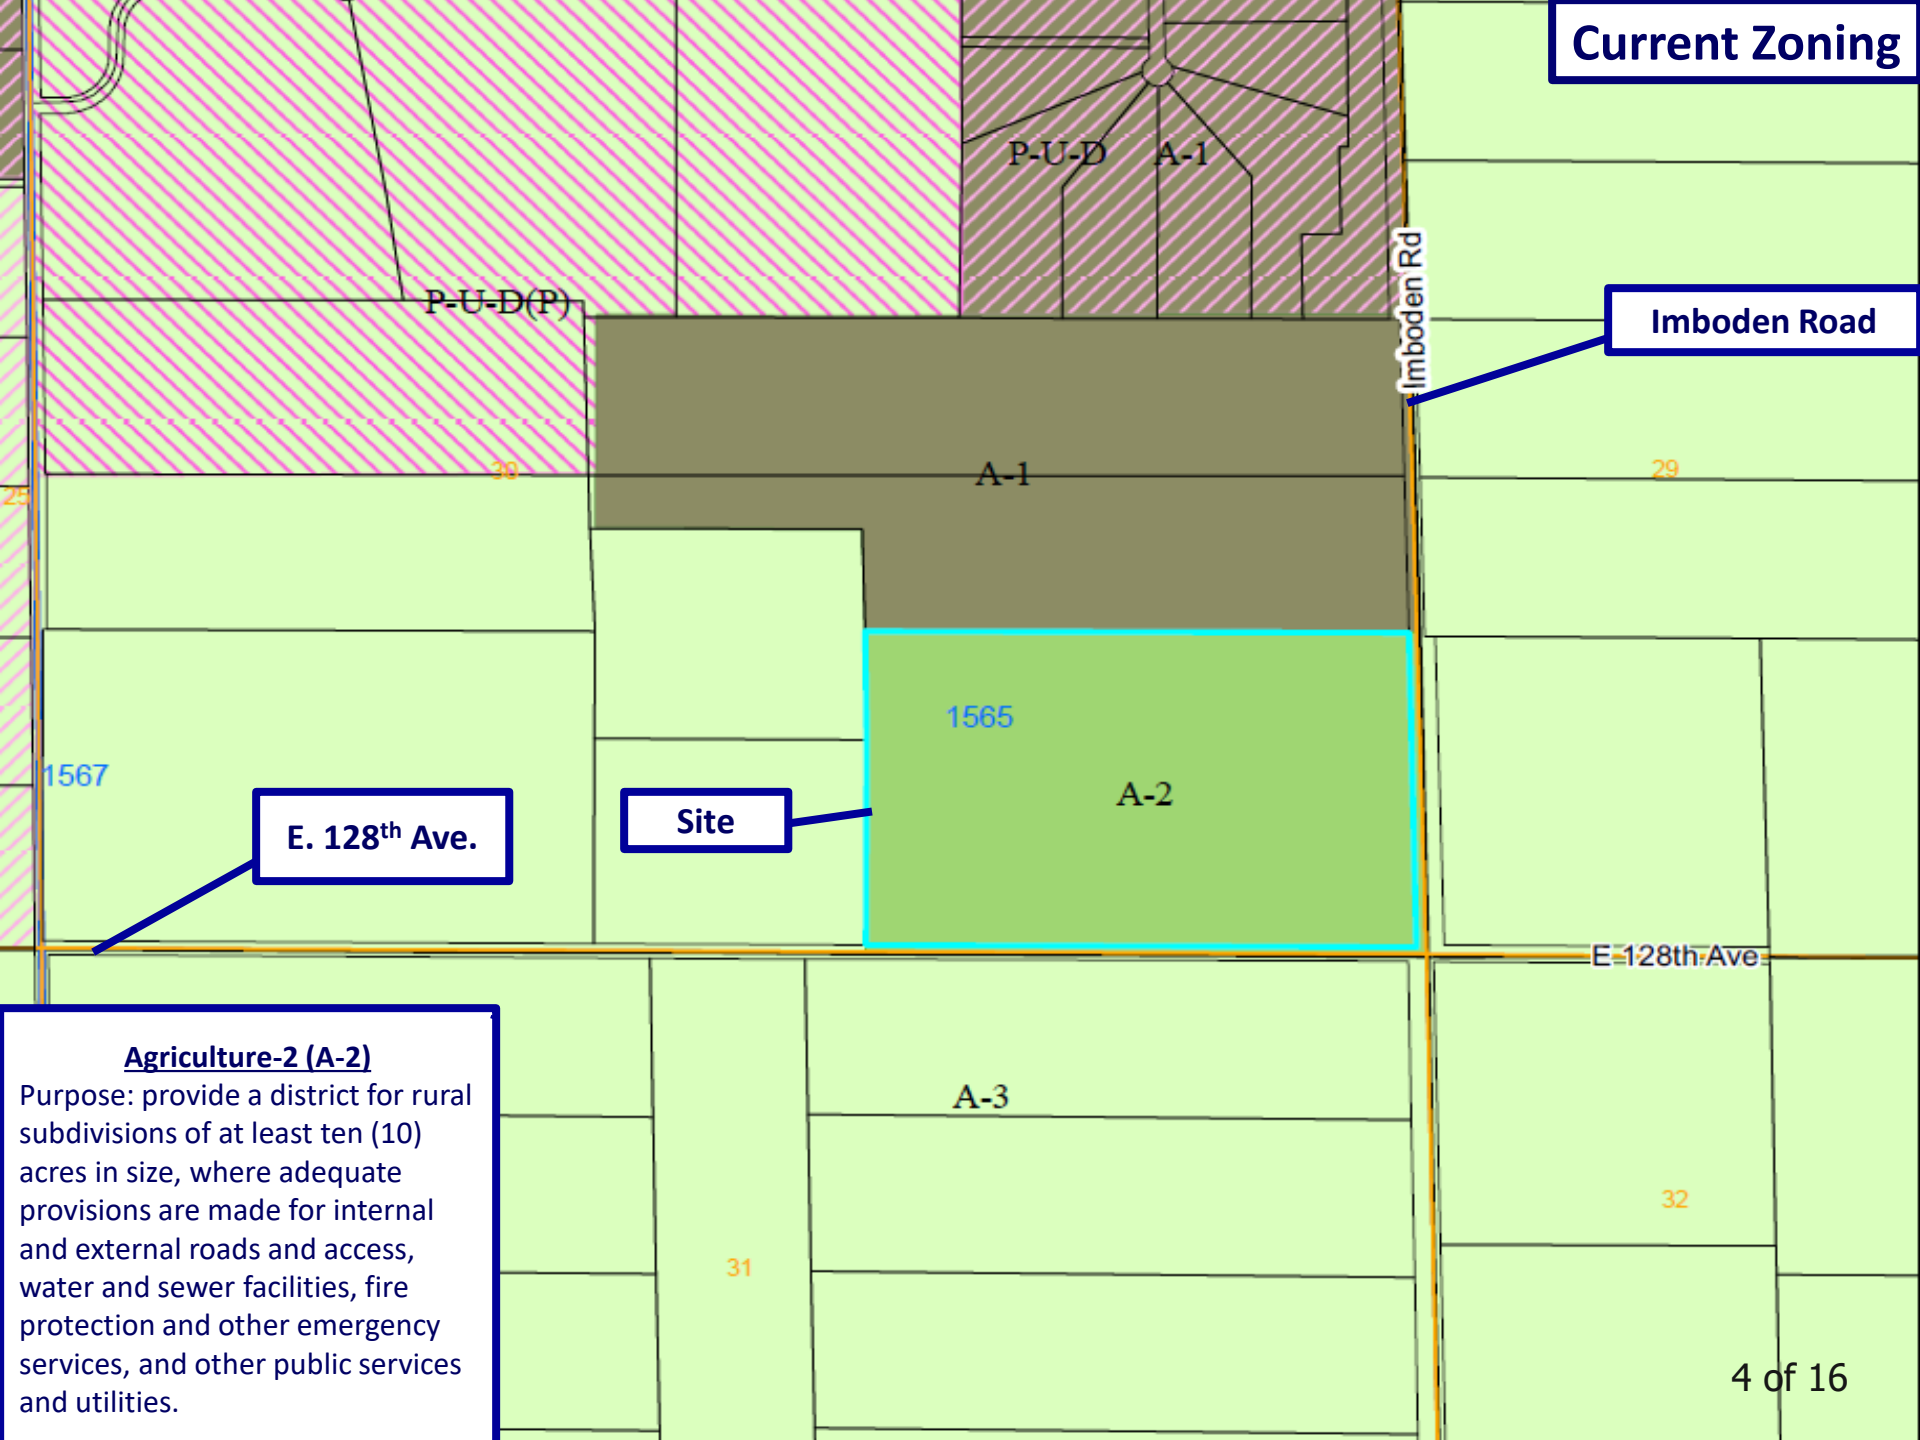 Current Zoning
P-U-D
A-1
Imboden Rd
P-U-D(P)
Imboden Road
30
A-1
29
25
1565
1567
A-2
Site
E. 128th Ave.
E 128th Ave
Agriculture-2 (A-2)
Purpose: provide a district for rural
subdivisions of at least ten (10)
acres in size, where adequate
provisions are made for internal
and external roads and access,
water and sewer facilities, fire
protection and other emergency
services, and other public services
and utilities.
A-3
32
31
4 of 16